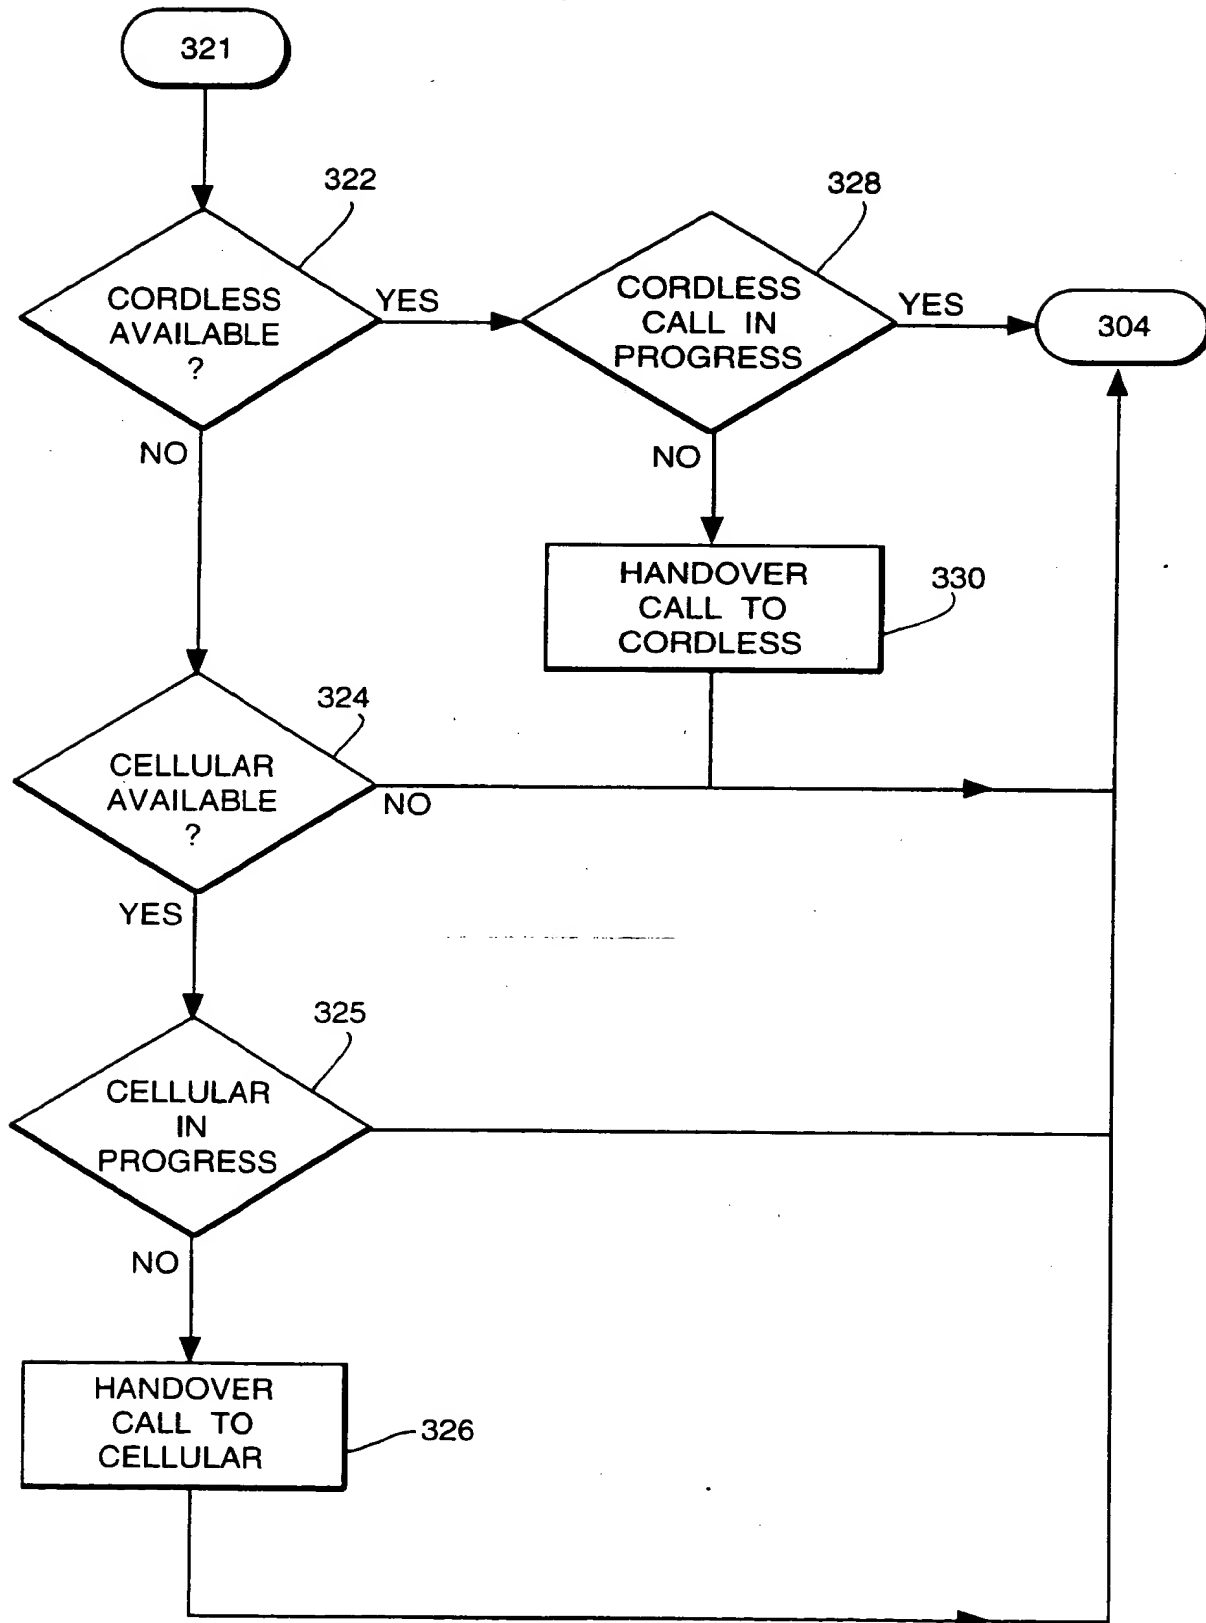 321
322
328
CORDLESS
AVAILABLE
?
YES
CORDLESS
CALL IN
PROGRESS
YES
304
NO
NO
HANDOVER
CALL TO
CORDLESS
330
324
CELLULAR
AVAILABLE
?
NO
YES
325
CELLULAR
IN
PROGRESS
NO
HANDOVER
CALL TO
CELLULAR
326